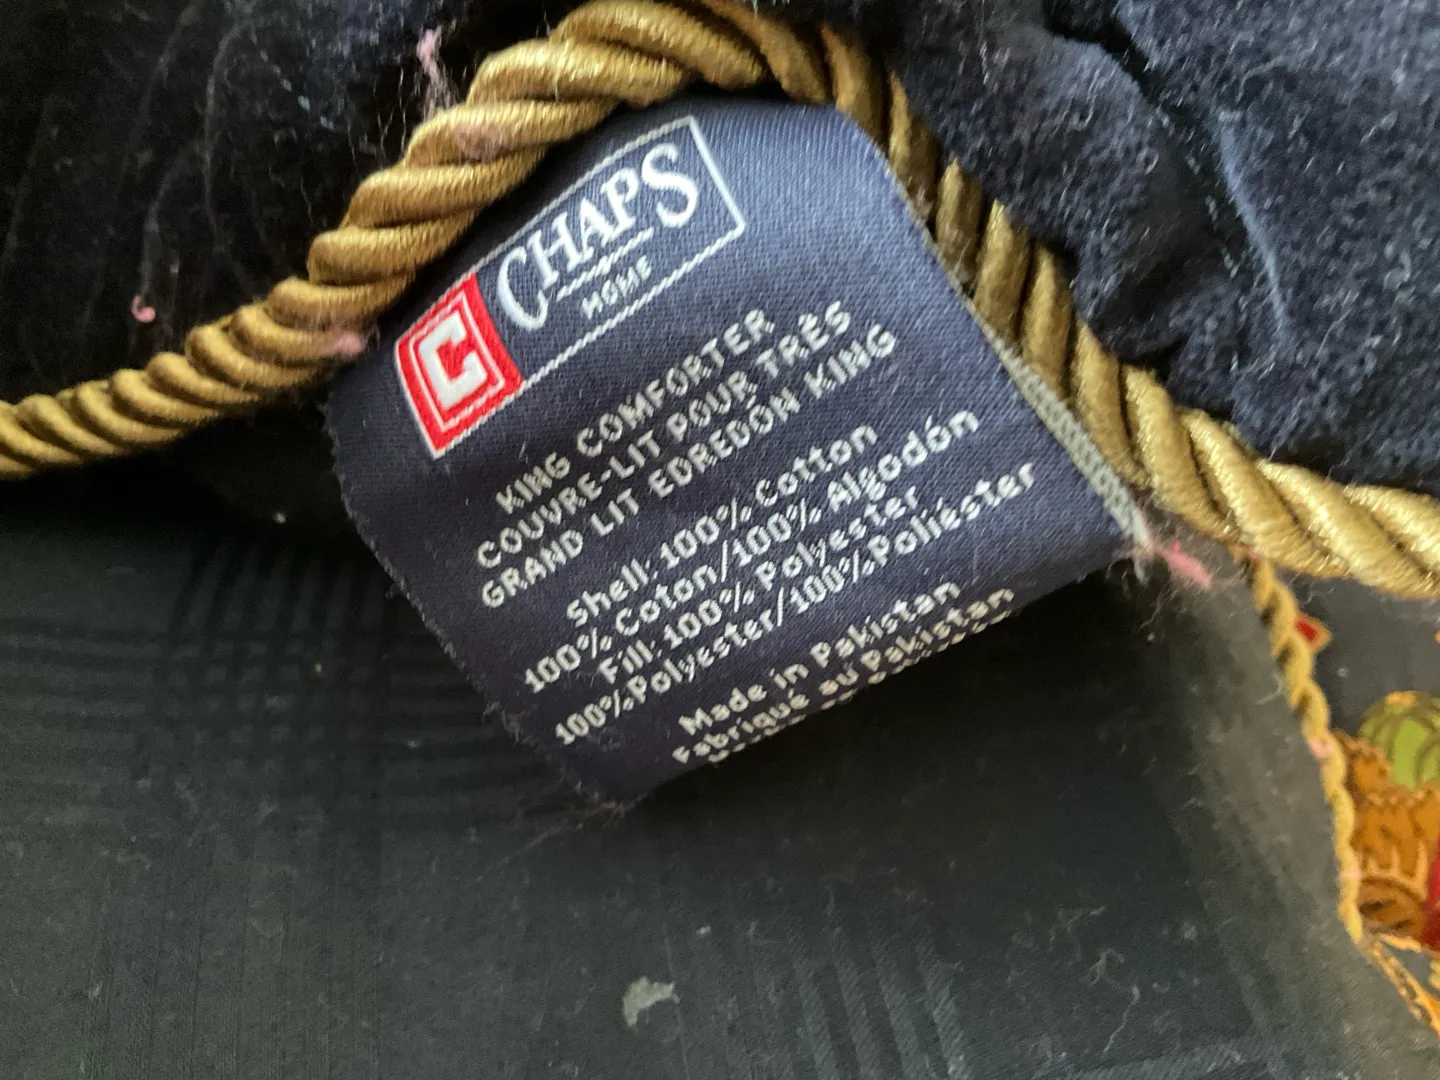 C CHAPS
HOME
KING COMFORTER
COUVRE-LIT POUR TRÈS
GRAND LIT EDREDÓN KING
Shell: 100% Cotton
100% Coton/100% Algodón
Fill: 100% Polyester
100%Polyester/100%Poliéster
Made in Pakistan
Fabriqué au Pakistan